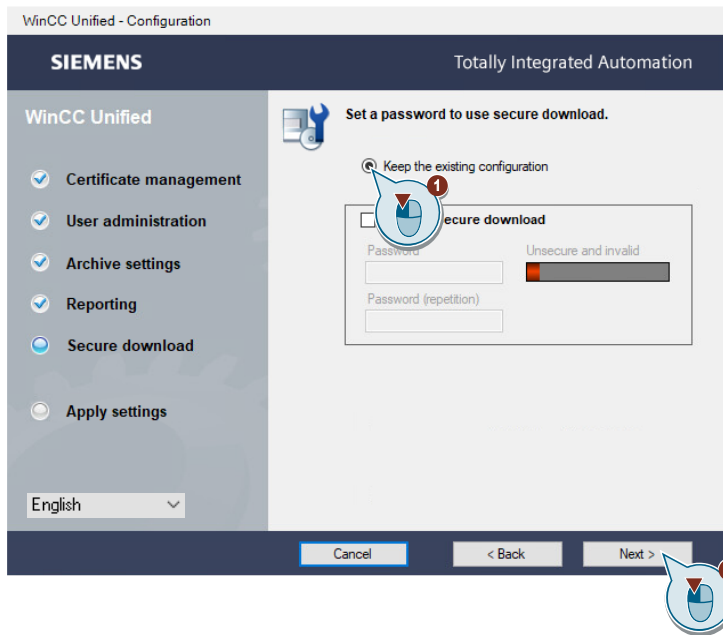 WinCC Unified - Configuration
SIEMENS
Totally Integrated Automation
WinCC Unified
Certificate management
User administration
Archive settings
Reporting
Secure download
Apply settings
English
Set a password to use secure download.
Keep the existing configuration
1
ecure download
Password
Unsecure and invalid
Password (repetition)
Cancel
< Back
Next >